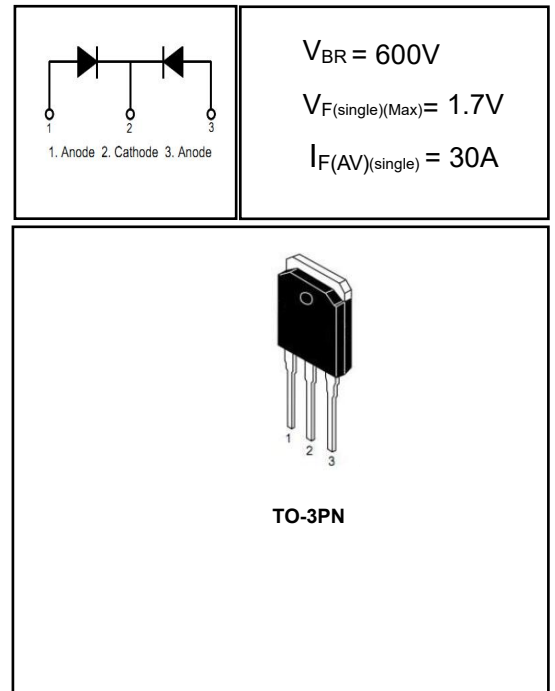 1 2 3
1. Anode 2. Cathode 3. Anode
VBR = 600V
VF(single)(Max)= 1.7V
IF(AV)(single) = 30A
1
2
3
TO-3PN